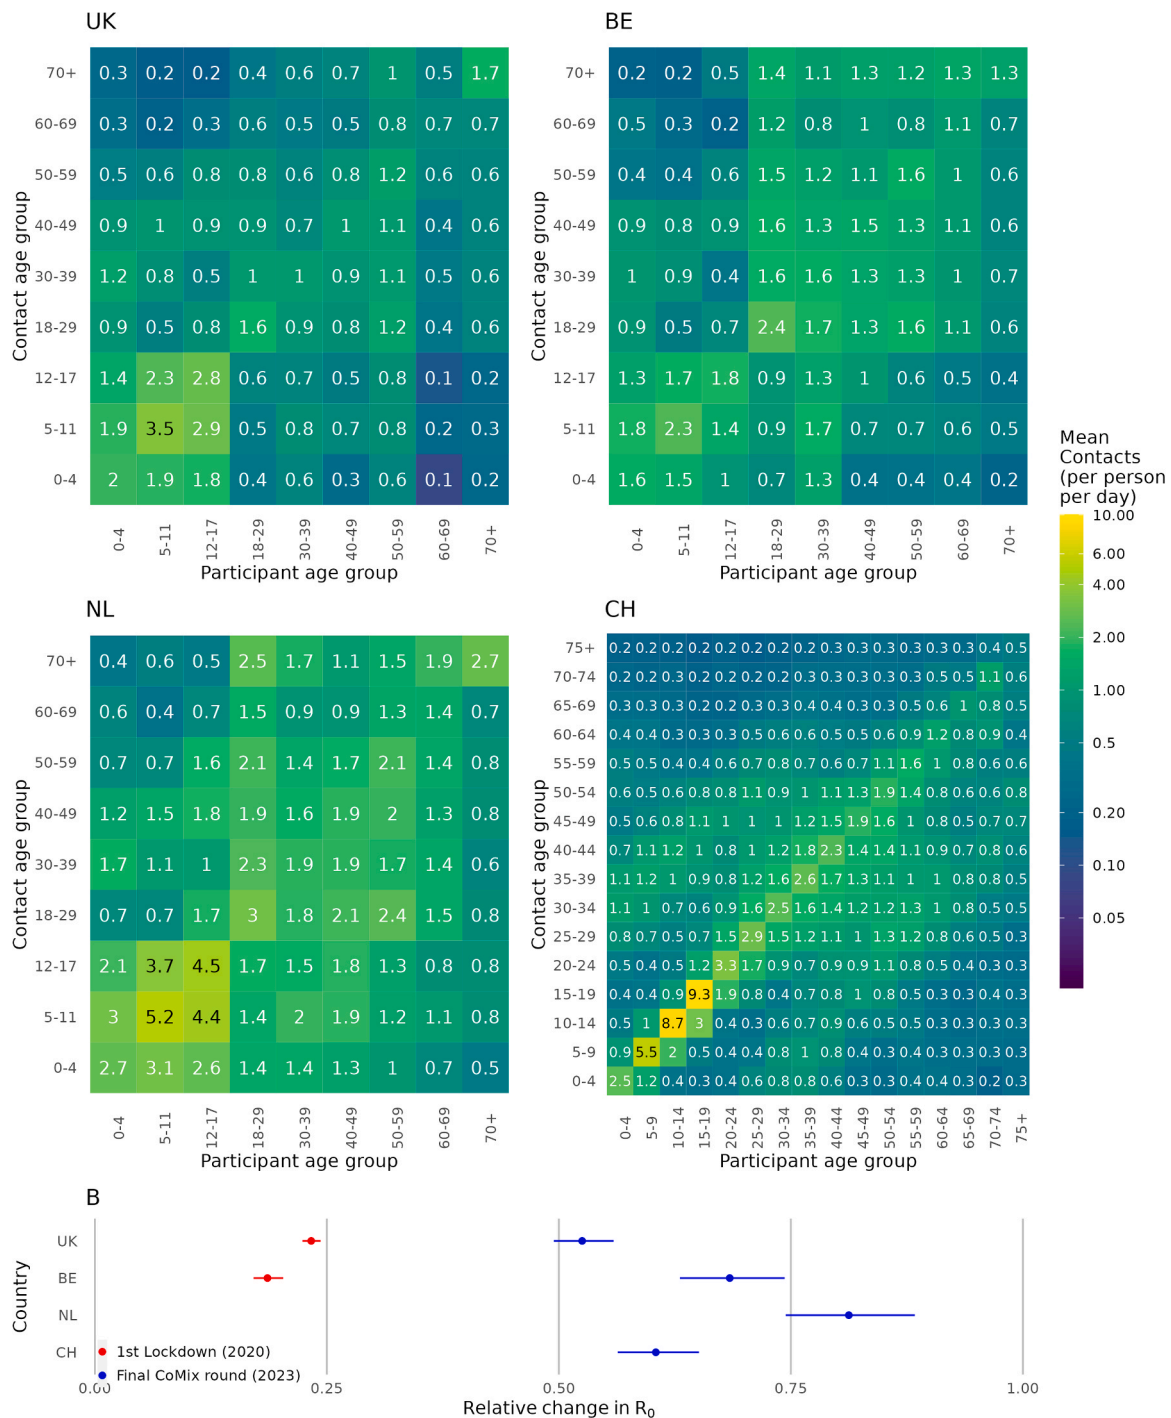 UK
BE
70+ 0.3 0.2 0.2 0.4 0.6 0.7 1 0.5 1.7
60-69 0.3 0.2 0.3 0.6 0.5 0.5 0.8 0.7 0.7
50-59 0.5 0.6 0.8 0.8 0.6 0.8 1.2 0.6 0.6
40-49 0.9 1 0.9 0.9 0.7 1 1.1 0.4 0.6
30-39 1.2 0.8 0.5 1 1 0.9 1.1 0.5 0.6
18-29 0.9 0.5 0.8 1.6 0.9 0.8 1.2 0.4 0.6
12-17 1.4 2.3 2.8 0.6 0.7 0.5 0.8 0.1 0.2
5-11 1.9 3.5 2.9 0.5 0.8 0.7 0.8 0.2 0.3
0-4 2 1.9 1.8 0.4 0.6 0.3 0.6 0.1 0.2
Contact age group
0-4 5-11 12-17 18-29 30-39 40-49 50-59 60-69 70+
Participant age group
70+ 0.2 0.2 0.5 1.4 1.1 1.3 1.2 1.3 1.3
60-69 0.5 0.3 0.2 1.2 0.8 1 0.8 1.1 0.7
50-59 0.4 0.4 0.6 1.5 1.2 1.1 1.6 1 0.6
40-49 0.9 0.8 0.9 1.6 1.3 1.5 1.3 1.1 0.6
30-39 1 0.9 0.4 1.6 1.6 1.3 1.3 1 0.7
18-29 0.9 0.5 0.7 2.4 1.7 1.3 1.6 1.1 0.6
12-17 1.3 1.7 1.8 0.9 1.3 1 0.6 0.5 0.4
5-11 1.8 2.3 1.4 0.9 1.7 0.7 0.7 0.6 0.5
0-4 1.6 1.5 1 0.7 1.3 0.4 0.4 0.4 0.2
Contact age group
0-4 5-11 12-17 18-29 30-39 40-49 50-59 60-69 70+
Participant age group
Mean
Contacts
(per person
per day)
10.00
6.00
4.00
2.00
1.00
0.5
0.20
0.10
0.05
NL
CH
70+ 0.4 0.6 0.5 2.5 1.7 1.1 1.5 1.9 2.7
60-69 0.6 0.4 0.7 1.5 0.9 0.9 1.3 1.4 0.7
50-59 0.7 0.7 1.6 2.1 1.4 1.7 2.1 1.4 0.8
40-49 1.2 1.5 1.8 1.9 1.6 1.9 2 1.3 0.8
30-39 1.7 1.1 1 2.3 1.9 1.9 1.7 1.4 0.6
18-29 0.7 0.7 1.7 3 1.8 2.1 2.4 1.5 0.8
12-17 2.1 3.7 4.5 1.7 1.5 1.8 1.3 0.8 0.8
5-11 3 5.2 4.4 1.4 2 1.9 1.2 1.1 0.8
0-4 2.7 3.1 2.6 1.4 1.4 1.3 1 0.7 0.5
Contact age group
0-4 5-11 12-17 18-29 30-39 40-49 50-59 60-69 70+
Participant age group
75+ 0.2 0.2 0.2 0.2 0.2 0.2 0.2 0.2 0.3 0.3 0.3 0.3 0.3 0.3 0.4 0.5
70-74 0.2 0.2 0.3 0.2 0.2 0.2 0.2 0.3 0.3 0.3 0.3 0.3 0.5 0.5 1.1 0.6
65-69 0.3 0.3 0.3 0.2 0.2 0.3 0.3 0.4 0.4 0.3 0.3 0.5 0.6 1 0.8 0.5
60-64 0.4 0.4 0.3 0.3 0.3 0.5 0.6 0.6 0.5 0.5 0.6 0.9 1.2 0.8 0.9 0.4
55-59 0.5 0.5 0.4 0.4 0.6 0.7 0.8 0.7 0.6 0.7 1.1 1.6 1 0.8 0.6 0.6
50-54 0.6 0.5 0.6 0.8 0.8 1.1 0.9 1 1.1 1.3 1.9 1.4 0.8 0.6 0.6 0.8
45-49 0.5 0.6 0.8 1.1 1 1 1 1.2 1.5 1.9 1.6 1 0.8 0.5 0.7 0.7
40-44 0.7 1.1 1.2 1 0.8 1 1.2 1.8 2.3 1.4 1.4 1.1 0.9 0.7 0.8 0.6
35-39 1.1 1.2 1 0.9 0.8 1.2 1.6 2.6 1.7 1.3 1.1 1 1 0.8 0.8 0.5
30-34 1.1 1 0.7 0.6 0.9 1.6 2.5 1.6 1.4 1.2 1.2 1.3 1 0.8 0.5 0.5
25-29 0.8 0.7 0.5 0.7 1.5 2.9 1.5 1.2 1.1 1 1.3 1.2 0.8 0.6 0.5 0.3
20-24 0.5 0.4 0.5 1.2 3.3 1.7 0.9 0.7 0.9 0.9 1.1 0.8 0.5 0.4 0.3 0.3
15-19 0.4 0.4 0.9 9.3 1.9 0.8 0.4 0.7 0.8 1 0.8 0.5 0.3 0.3 0.4 0.3
10-14 0.5 1 8.7 3 0.4 0.3 0.6 0.7 0.9 0.6 0.5 0.5 0.3 0.3 0.3 0.3
5-9 0.9 5.5 2 0.5 0.4 0.4 0.8 1 0.8 0.4 0.3 0.4 0.3 0.3 0.3 0.3
0-4 2.5 1.2 0.4 0.3 0.4 0.6 0.8 0.8 0.6 0.3 0.3 0.4 0.4 0.3 0.2 0.3
Contact age group
0-4 5-9 10-14 15-19 20-24 25-29 30-34 35-39 40-44 45-49 50-54 55-59 60-64 65-69 70-74 75+
Participant age group
B
Country
UK
BE
NL
CH
1st Lockdown (2020)
Final CoMix round (2023)
0.00 0.25 0.50 0.75 1.00
Relative change in R₀